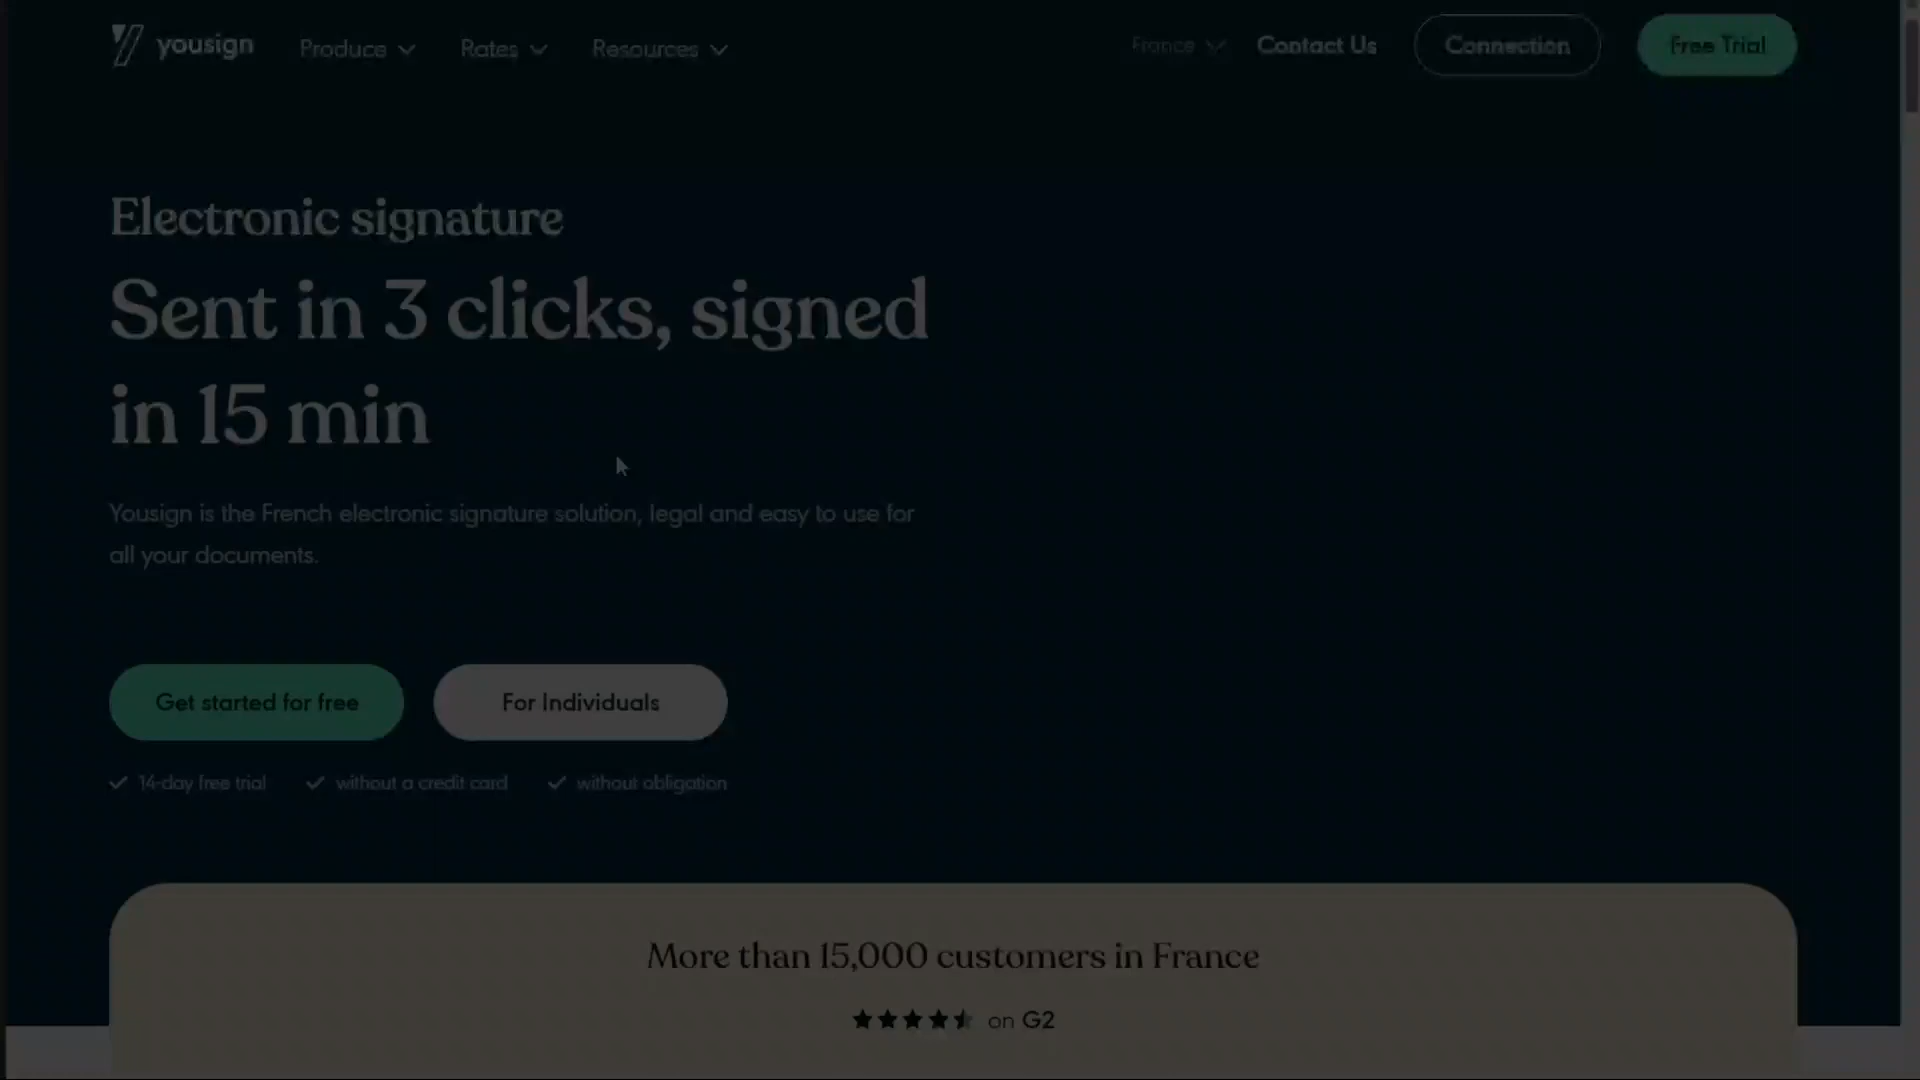 yousign
Produce
Rates
Resources
France
Contact Us
Connection
Free Trial
Electronic signature
Sent in 3 clicks, signed
in 15 min
Yousign is the French electronic signature solution, legal and easy to use for
all your documents.
Get started for free
For Individuals
14-day free trial
without a credit card
without obligation
More than 15,000 customers in France
on G2